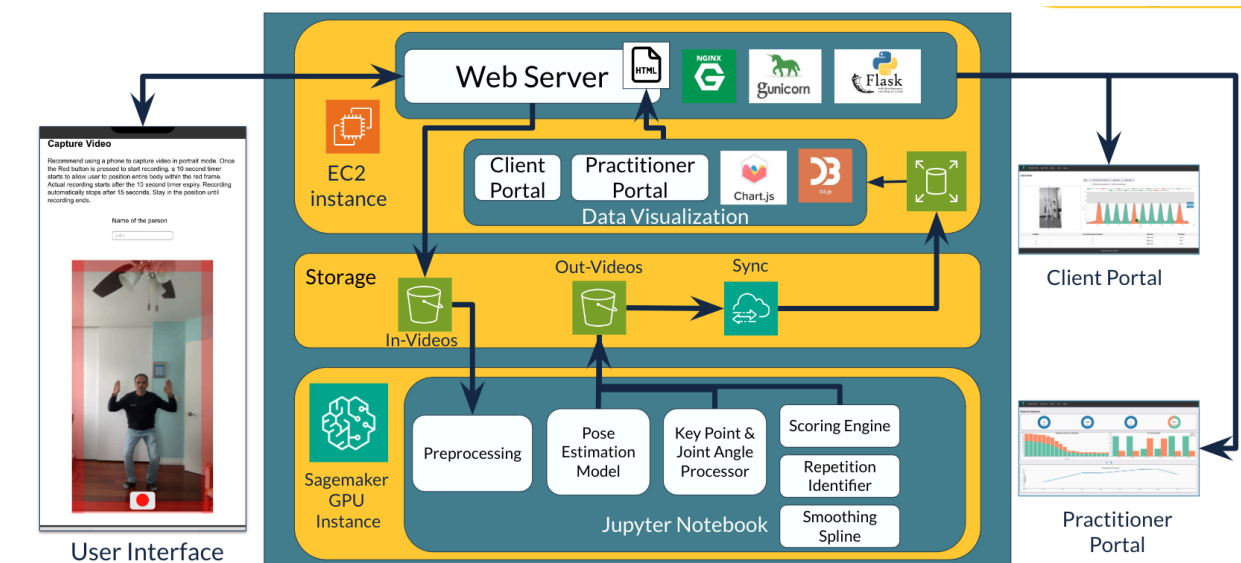 Web Server
HTML
NGINX
G
gunicorn
Flask
EC2
instance
Client
Portal
Practitioner
Portal
Chart.js
D3
D3.js
Data Visualization
Capture Video
Recommend using a phone to capture video in portrait mode. Once
the Red button is pressed to start recording, a 10 second timer
starts to allow user to position entire body within the red frame.
Actual recording starts after the 10 second timer expiry. Recording
automatically stops after 15 seconds. Stay in the position until
recording ends.
Name of the person
User Interface
Storage
In-Videos
Out-Videos
Sync
Sagemaker
GPU
Instance
Preprocessing
Pose
Estimation
Model
Key Point &
Joint Angle
Processor
Scoring Engine
Repetition
Identifier
Smoothing
Spline
Jupyter Notebook
Client Portal
Practitioner
Portal